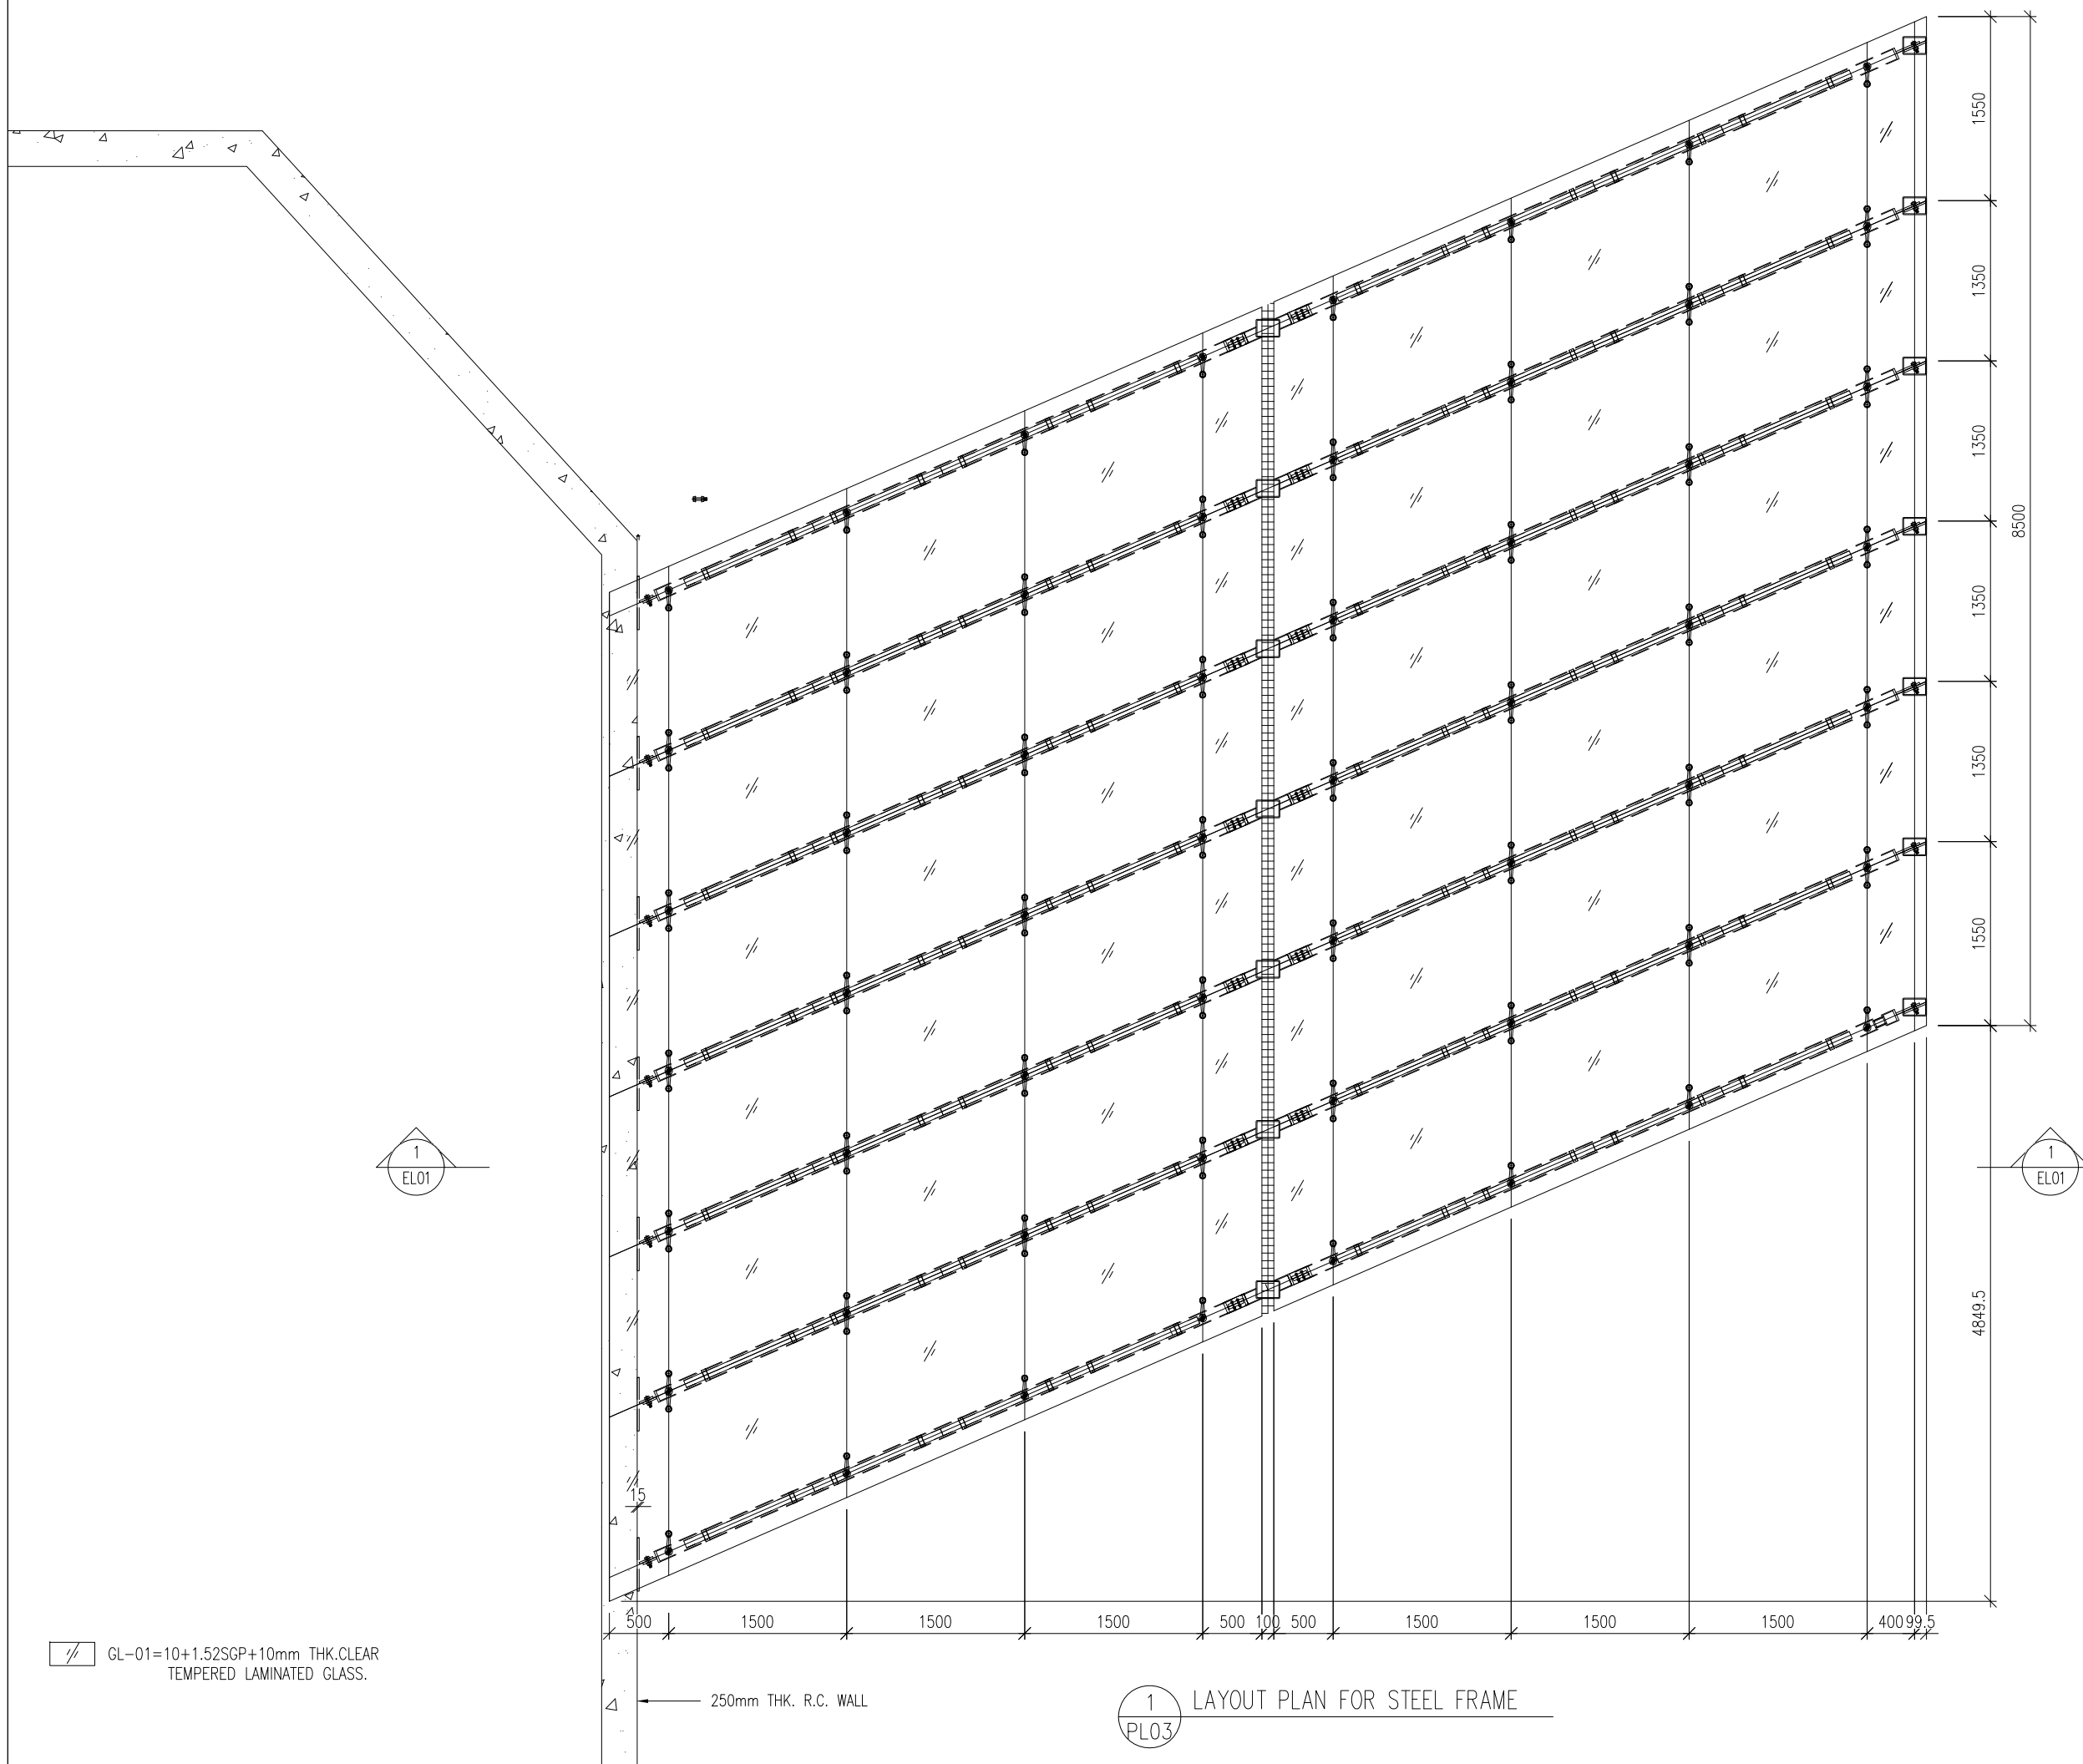 1550
1350
1350
1350
1350
1550
8500
4849.5
1
EL01
1
EL01
15
500 1500 1500 1500 500 100 500 1500 1500 1500 400 99.5
GL-01=10+1.52SGP+10mm THK.CLEAR
TEMPERED LAMINATED GLASS.
250mm THK. R.C. WALL
1
PL03
LAYOUT PLAN FOR STEEL FRAME